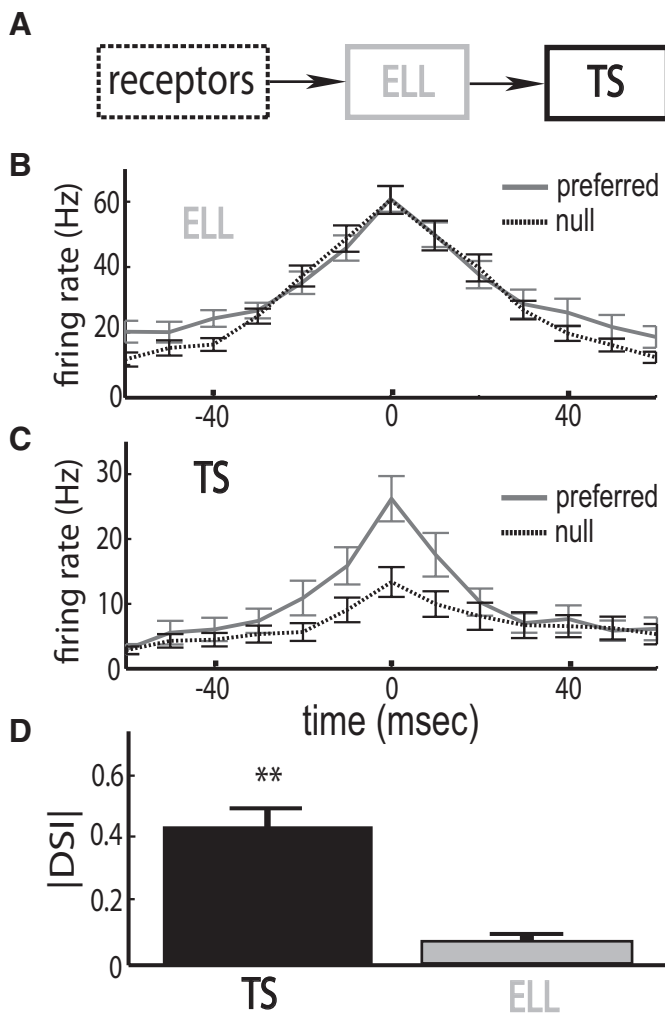 A
receptors ELL TS
B
firing rate (Hz)
60
40
20
0
ELL
preferred
null
-40 0 40
C
firing rate (Hz)
30
20
10
0
TS
preferred
null
-40 0 40
time (msec)
D
|DSI|
0.6
0.4
0.2
0
**
TS ELL